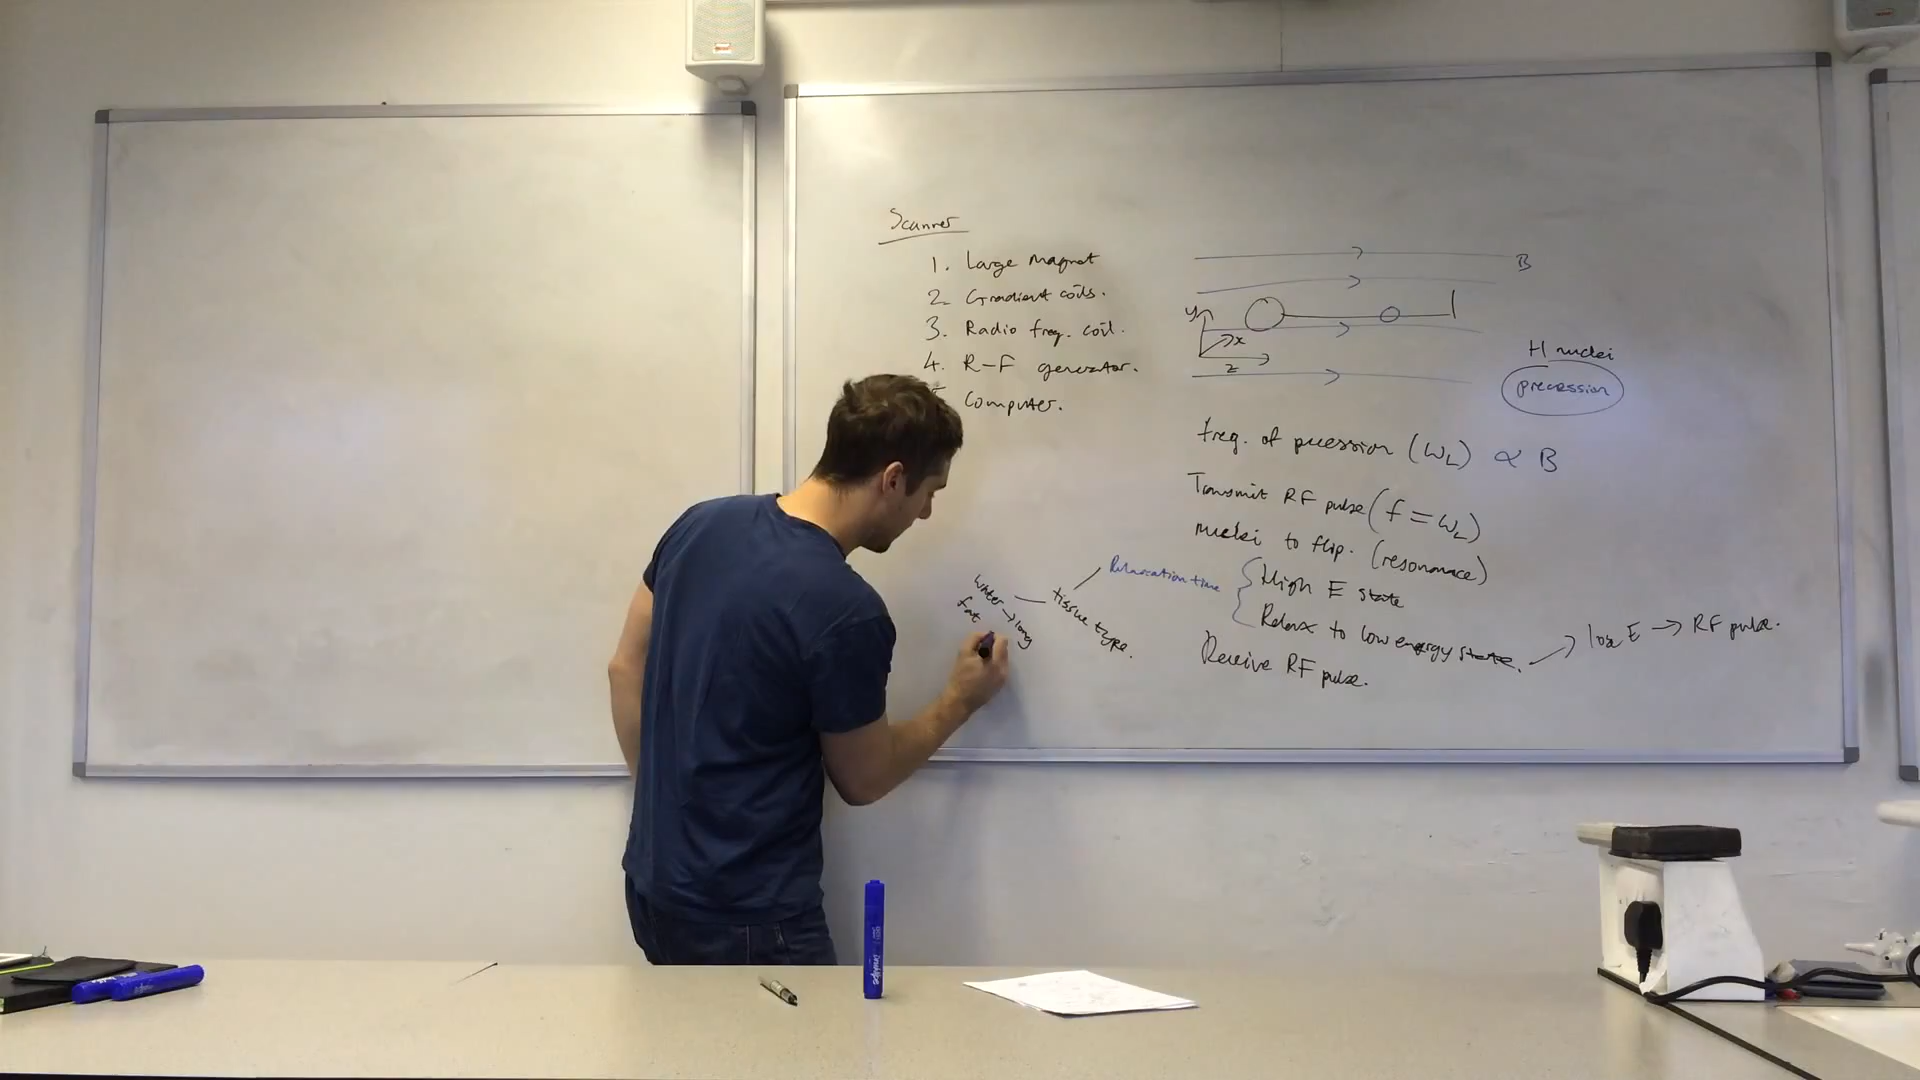 Scanner
1. Large magnet
2. Gradient coils.
3. Radio freq. coil.
4. R-F generator.
Computer.
B
y
x
z
H nuclei
precession
freq. of precession (ωL) ∝ B
Transmit RF pulse (f = ωL)
nuclei to flip. (resonance)
Relaxation time
High E state
Relax to low energy state.
lose E → RF pulse.
Receive RF pulse.
tissue type.
water → long
fat